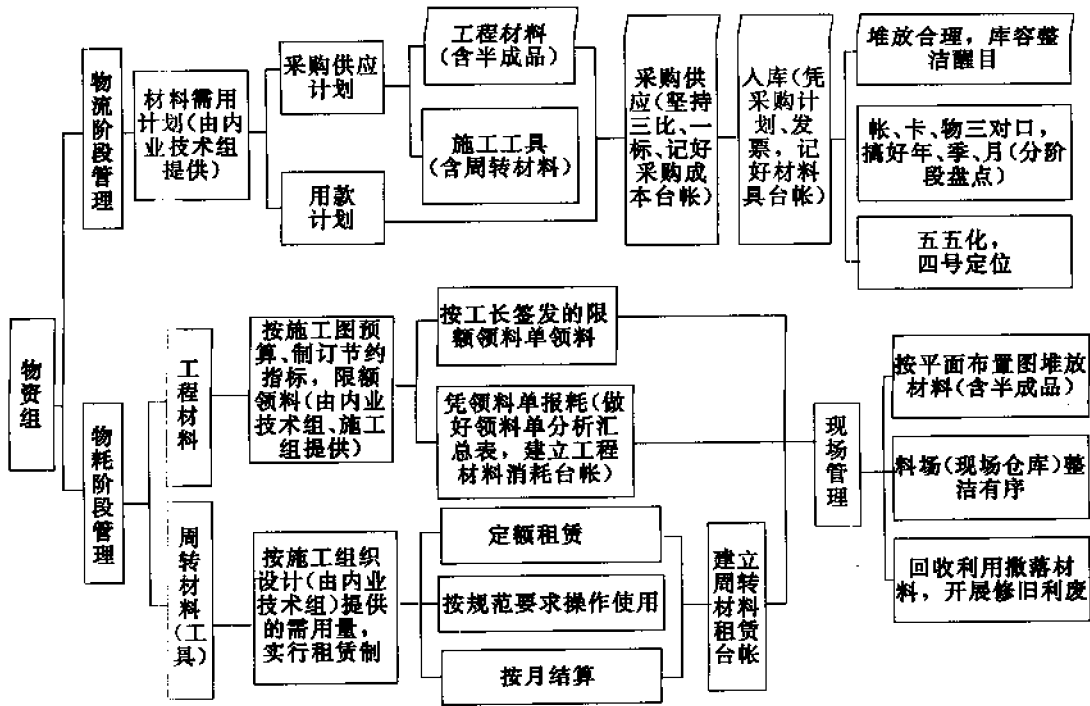 物资组
物流阶段管理
材料需用
计划(由内
业技术组
提供)
采购供应
计划
用款
计划
工程材料
(含半成品)
施工工具
(含周转材料)
采购供
应(坚持
三比、一
标、记好
采购成
本台帐)
入库(凭
采购计
划、发
票，记
好材料
具台帐)
堆放合理，库容整
洁醒目
帐、卡、物三对口，
搞好年、季、月(分阶
段盘点)
五五化，
四号定位
物耗阶段管理
工程材料
按施工图预
算、制订节约
指标，限额
领料(由内业
技术组、施工
组提供)
按工长签发的限
额领料单领料
凭领料单报耗(做
好领料单分析汇
总表，建立工程
材料消耗台帐)
周转材料(工具)
按施工组织
设计(由内业
技术组)提供
的需用量，
实行租赁制
定额租赁
按规范要求操作使用
按月结算
建立
周转
材料
租赁
台帐
现场管理
按平面布置图堆放
材料(含半成品)
料场(现场仓库)整
洁有序
回收利用撒落材
料，开展修旧利废